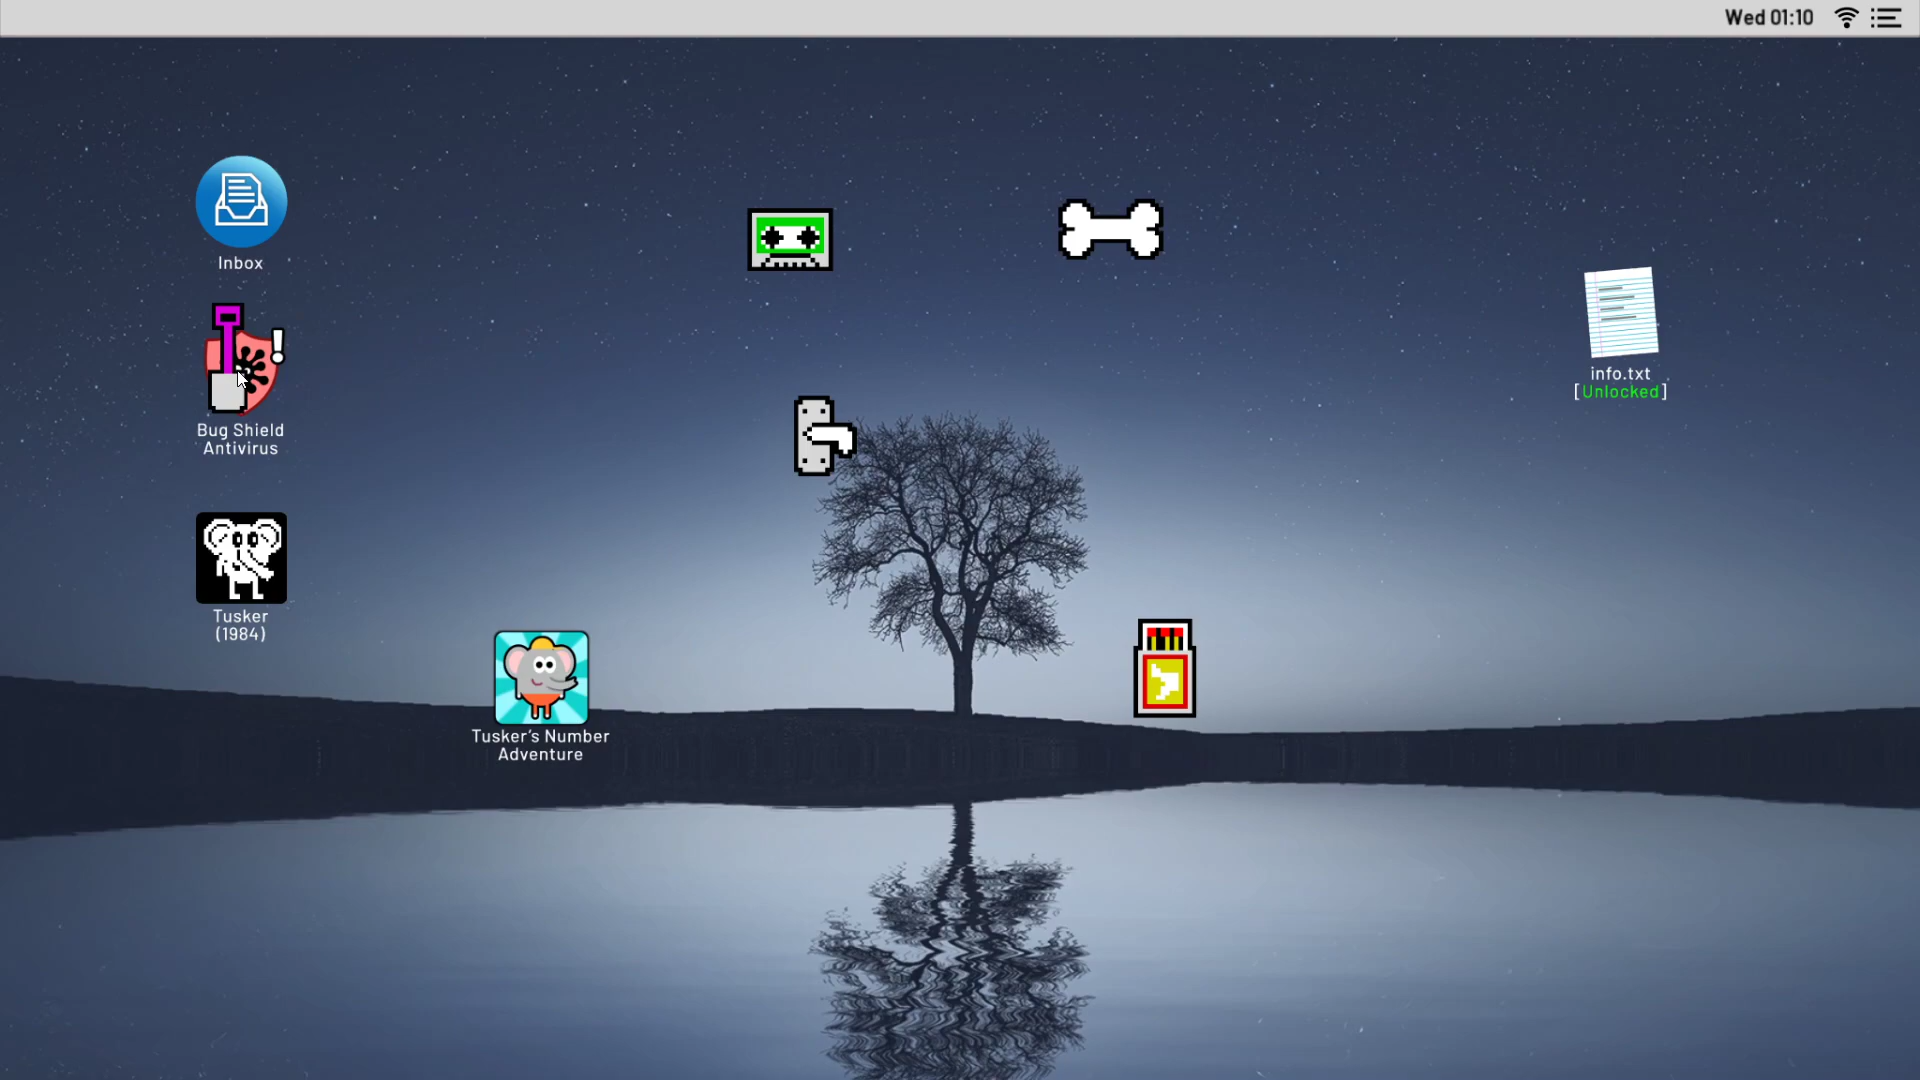 Wed 01:10
Inbox
info.txt
[Unlocked]
Bug Shield
Antivirus
Tusker
(1984)
Tusker's Number
Adventure